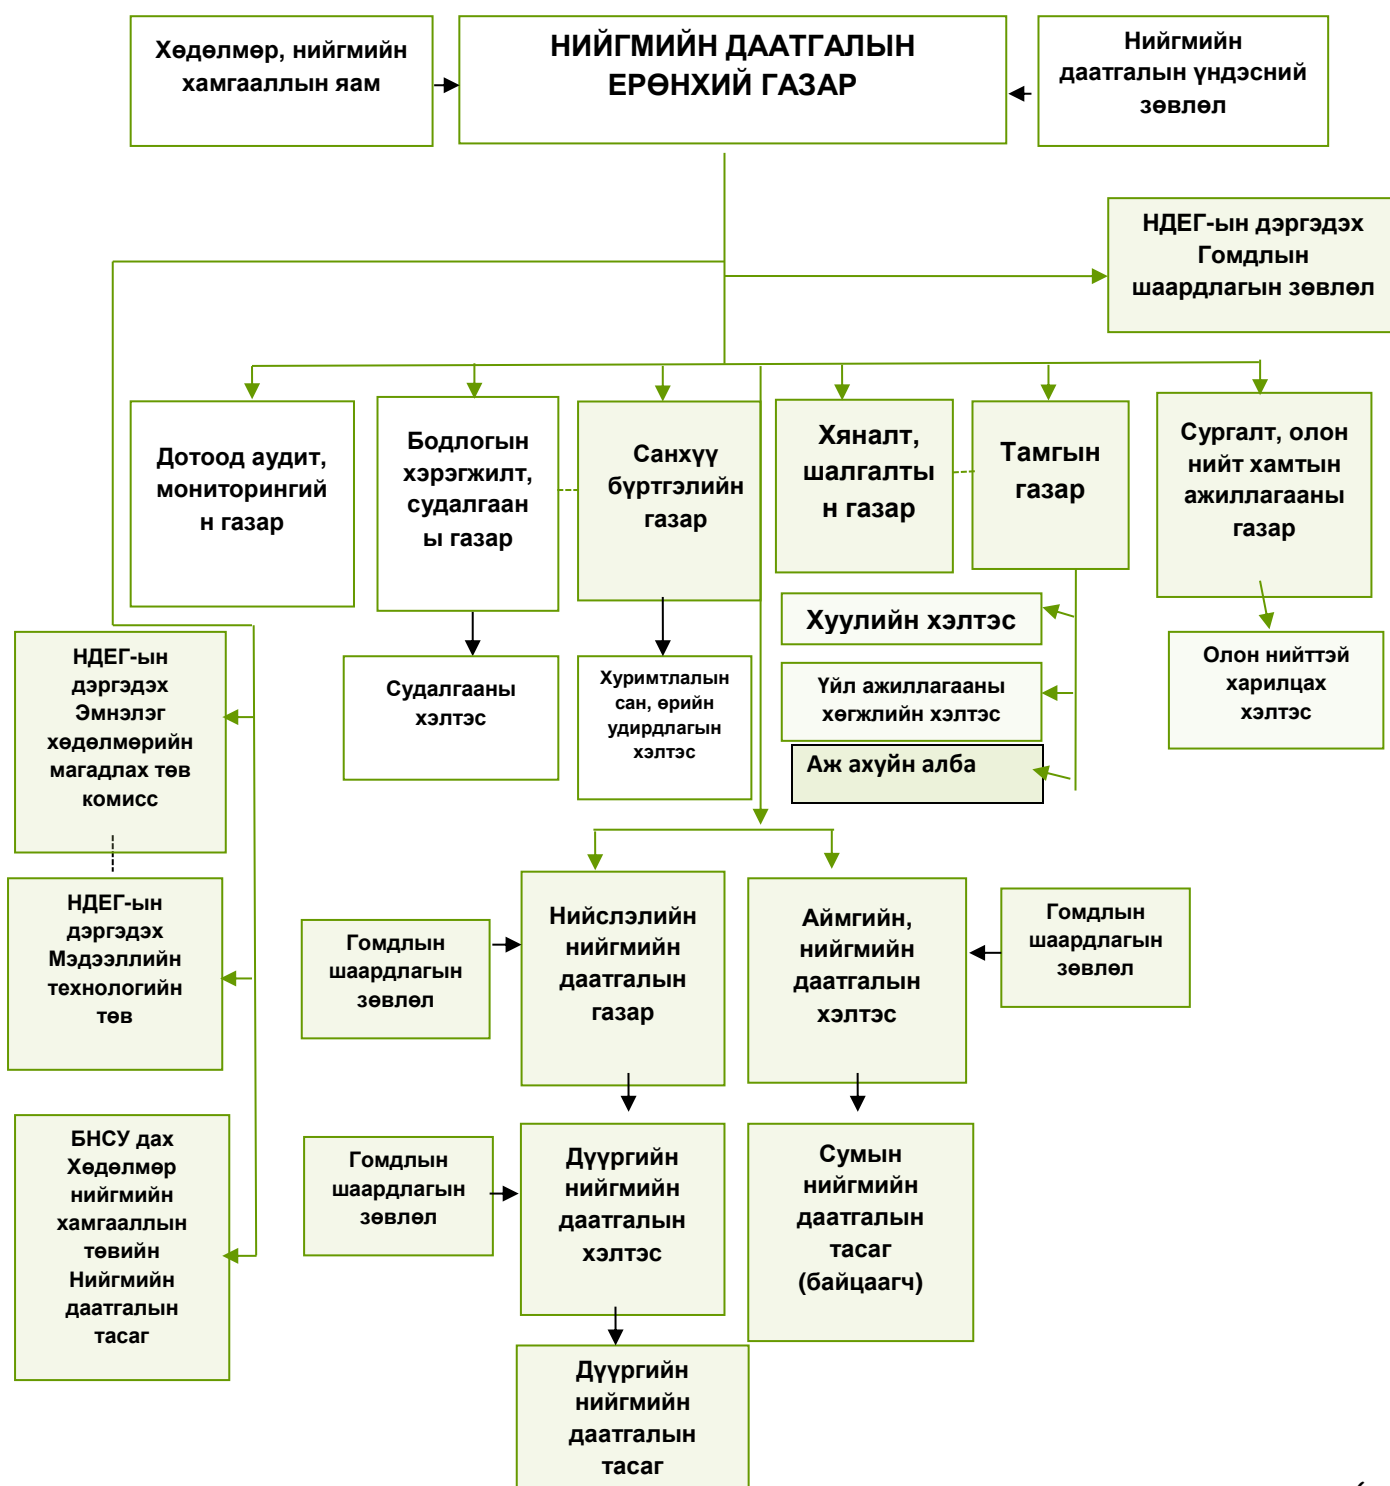 Хөдөлмөр, нийгмийн
хамгааллын яам
НИЙГМИЙН ДААТГАЛЫН
ЕРӨНХИЙ ГАЗАР
Нийгмийн
даатгалын үндэсний
зөвлөл
НДЕГ-ын дэргэдэх
Гомдлын
шаардлагын зөвлөл
Дотоод аудит,
мониторингий
н газар
Бодлогын
хэрэгжилт,
судалгаан
ы газар
Санхүү
бүртгэлийн
газар
Хяналт,
шалгалты
н газар
Тамгын
газар
Сургалт, олон
нийт хамтын
ажиллагааны
газар
Хуулийн хэлтэс
Үйл ажиллагааны
хөгжлийн хэлтэс
Аж ахуйн алба
Судалгааны
хэлтэс
Хуримтлалын
сан, өрийн
удирдлагын
хэлтэс
Олон нийттэй
харилцах
хэлтэс
НДЕГ-ын
дэргэдэх
Эмнэлэг
хөдөлмөрийн
магадлах төв
комисс
НДЕГ-ын
дэргэдэх
Мэдээллийн
технологийн
төв
БНСУ дах
Хөдөлмөр
нийгмийн
хамгааллын
төвийн
Нийгмийн
даатгалын
тасаг
Гомдлын
шаардлагын
зөвлөл
Нийслэлийн
нийгмийн
даатгалын
газар
Аймгийн,
нийгмийн
даатгалын
хэлтэс
Гомдлын
шаардлагын
зөвлөл
Гомдлын
шаардлагын
зөвлөл
Дүүргийн
нийгмийн
даатгалын
хэлтэс
Сумын
нийгмийн
даатгалын
тасаг
(байцаагч)
Дүүргийн
нийгмийн
даатгалын
тасаг